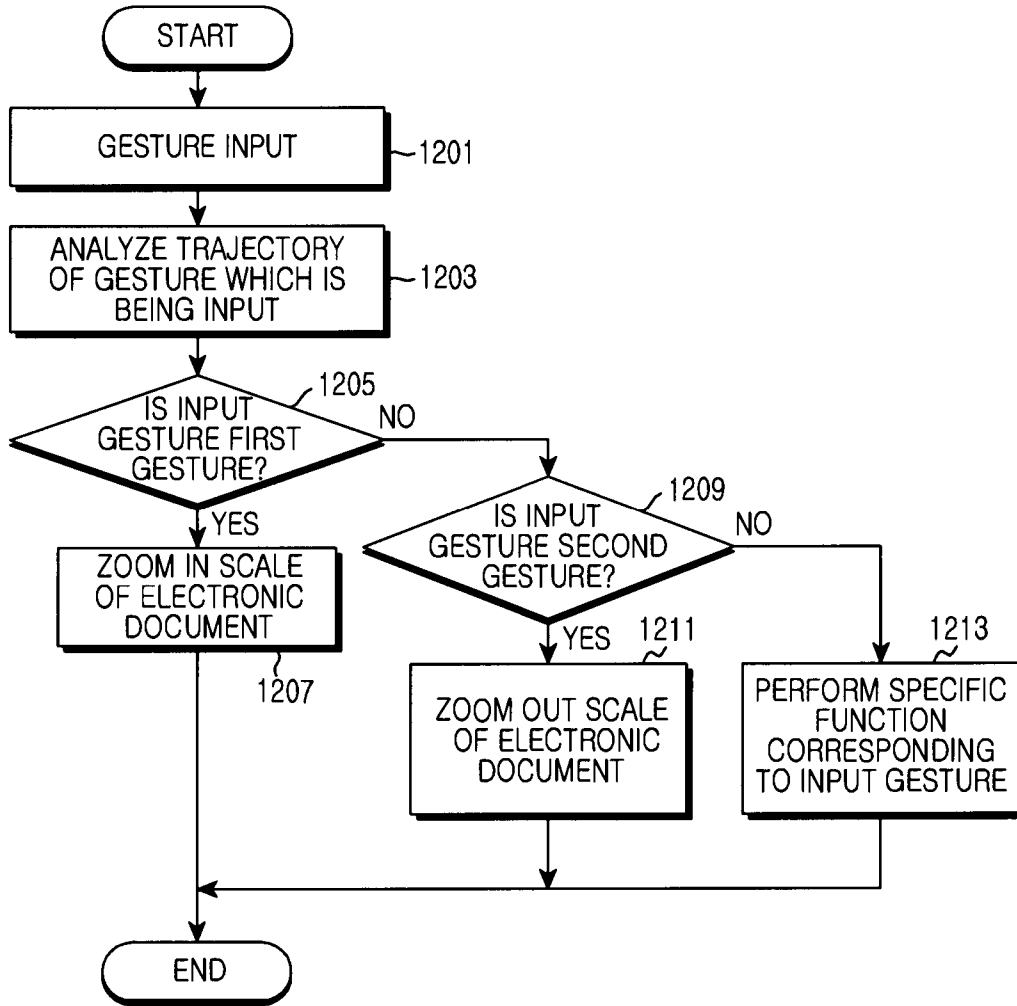 START
GESTURE INPUT
1201
ANALYZE TRAJECTORY
OF GESTURE WHICH IS
BEING INPUT
1203
1205
IS INPUT
GESTURE FIRST
GESTURE?
NO
YES
ZOOM IN SCALE
OF ELECTRONIC
DOCUMENT
1207
1209
IS INPUT
GESTURE SECOND
GESTURE?
NO
YES
1211
ZOOM OUT SCALE
OF ELECTRONIC
DOCUMENT
1213
PERFORM SPECIFIC
FUNCTION
CORRESPONDING
TO INPUT GESTURE
END